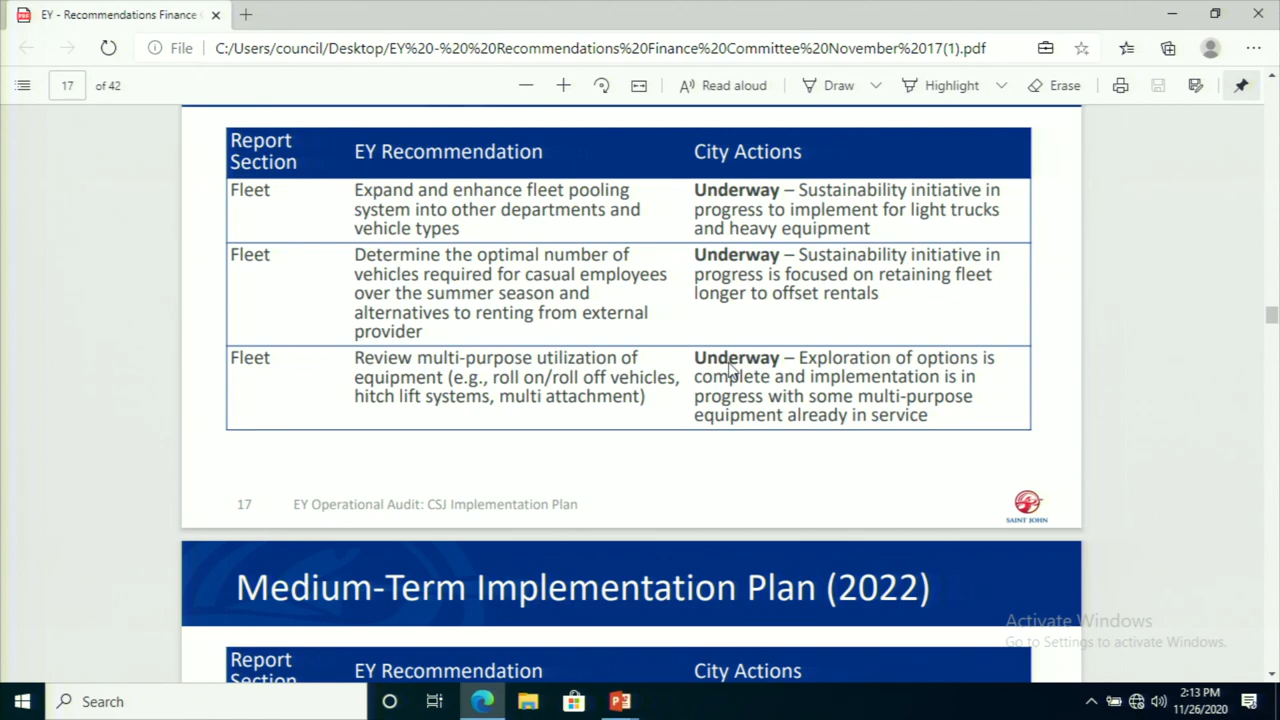 EY - Recommendations Finance
File
C:/Users/council/Desktop/EY%20-%20%20Recommendations%20Finance%20Committee%20November%2017(1).pdf
17 of 42
Read aloud
Draw
Highlight
Erase
Report Section
EY Recommendation
City Actions
Fleet
Expand and enhance fleet pooling
system into other departments and
vehicle types
Underway – Sustainability initiative in
progress to implement for light trucks
and heavy equipment
Fleet
Determine the optimal number of
vehicles required for casual employees
over the summer season and
alternatives to renting from external
provider
Underway – Sustainability initiative in
progress is focused on retaining fleet
longer to offset rentals
Fleet
Review multi-purpose utilization of
equipment (e.g., roll on/roll off vehicles,
hitch lift systems, multi attachment)
Underway – Exploration of options is
complete and implementation is in
progress with some multi-purpose
equipment already in service
17 EY Operational Audit: CSJ Implementation Plan
SAINT JOHN
Medium-Term Implementation Plan (2022)
Activate Windows
Go to Settings to activate Windows.
Report
Section
EY Recommendation
City Actions
Search
2:13 PM
11/26/2020